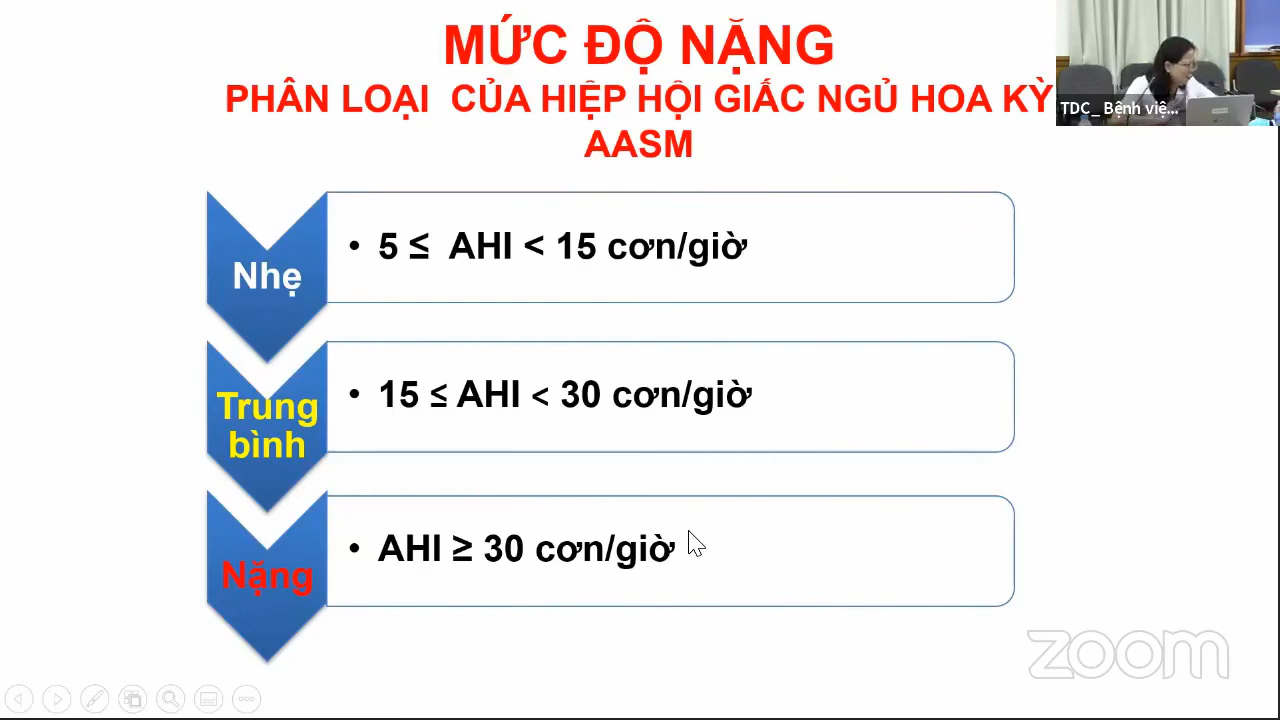 MỨC ĐỘ NẶNG
PHÂN LOẠI CỦA HIỆP HỘI GIẤC NGỦ HOA KỲ
AASM
TDC_ Bệnh việ...
Nhẹ
• 5 ≤ AHI < 15 cơn/giờ
Trung
bình
• 15 ≤ AHI < 30 cơn/giờ
Nặng
• AHI ≥ 30 cơn/giờ
zoom